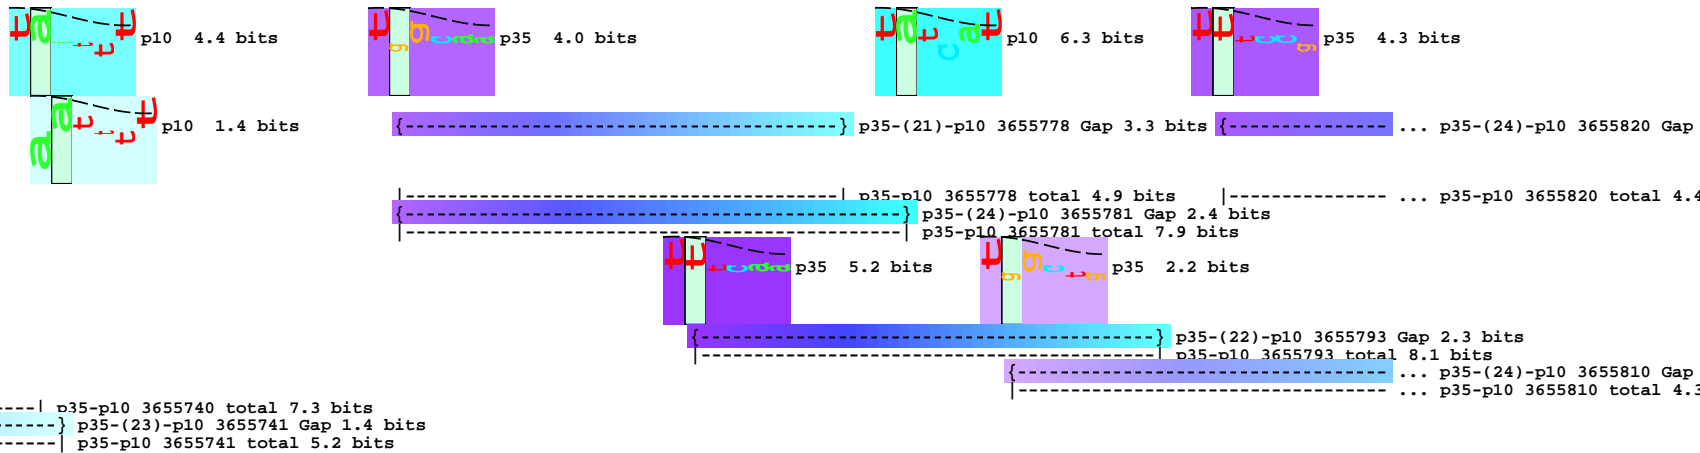 p10 4.4 bits
p35 4.0 bits
p10 6.3 bits
p35 4.3 bits
p10 1.4 bits
{------------------------------------------} p35-(21)-p10 3655778 Gap 3.3 bits
{---------------- ... p35-(24)-p10 3655820 Gap
|------------------------------------------| p35-p10 3655778 total 4.9 bits
|--------------- ... p35-p10 3655820 total 4.4
{------------------------------------------------} p35-(24)-p10 3655781 Gap 2.4 bits
|------------------------------------------------| p35-p10 3655781 total 7.9 bits
p35 5.2 bits
p35 2.2 bits
{--------------------------------------------} p35-(22)-p10 3655793 Gap 2.3 bits
|--------------------------------------------| p35-p10 3655793 total 8.1 bits
{----------------------------------- ... p35-(24)-p10 3655810 Gap
|----------------------------------- ... p35-p10 3655810 total 4.3
----| p35-p10 3655740 total 7.3 bits
------} p35-(23)-p10 3655741 Gap 1.4 bits
------| p35-p10 3655741 total 5.2 bits